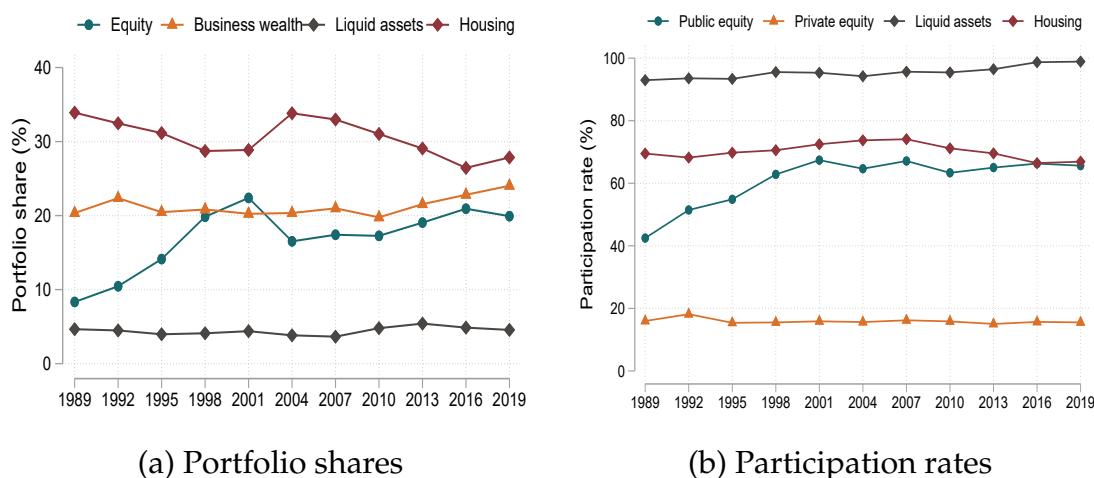 Equity Business wealth Liquid assets Housing
Portfolio share (%)
40
30
20
10
0
1989 1992 1995 1998 2001 2004 2007 2010 2013 2016 2019
(a) Portfolio shares
Public equity Private equity Liquid assets Housing
Participation rate (%)
100
80
60
40
20
0
1989 1992 1995 1998 2001 2004 2007 2010 2013 2016 2019
(b) Participation rates